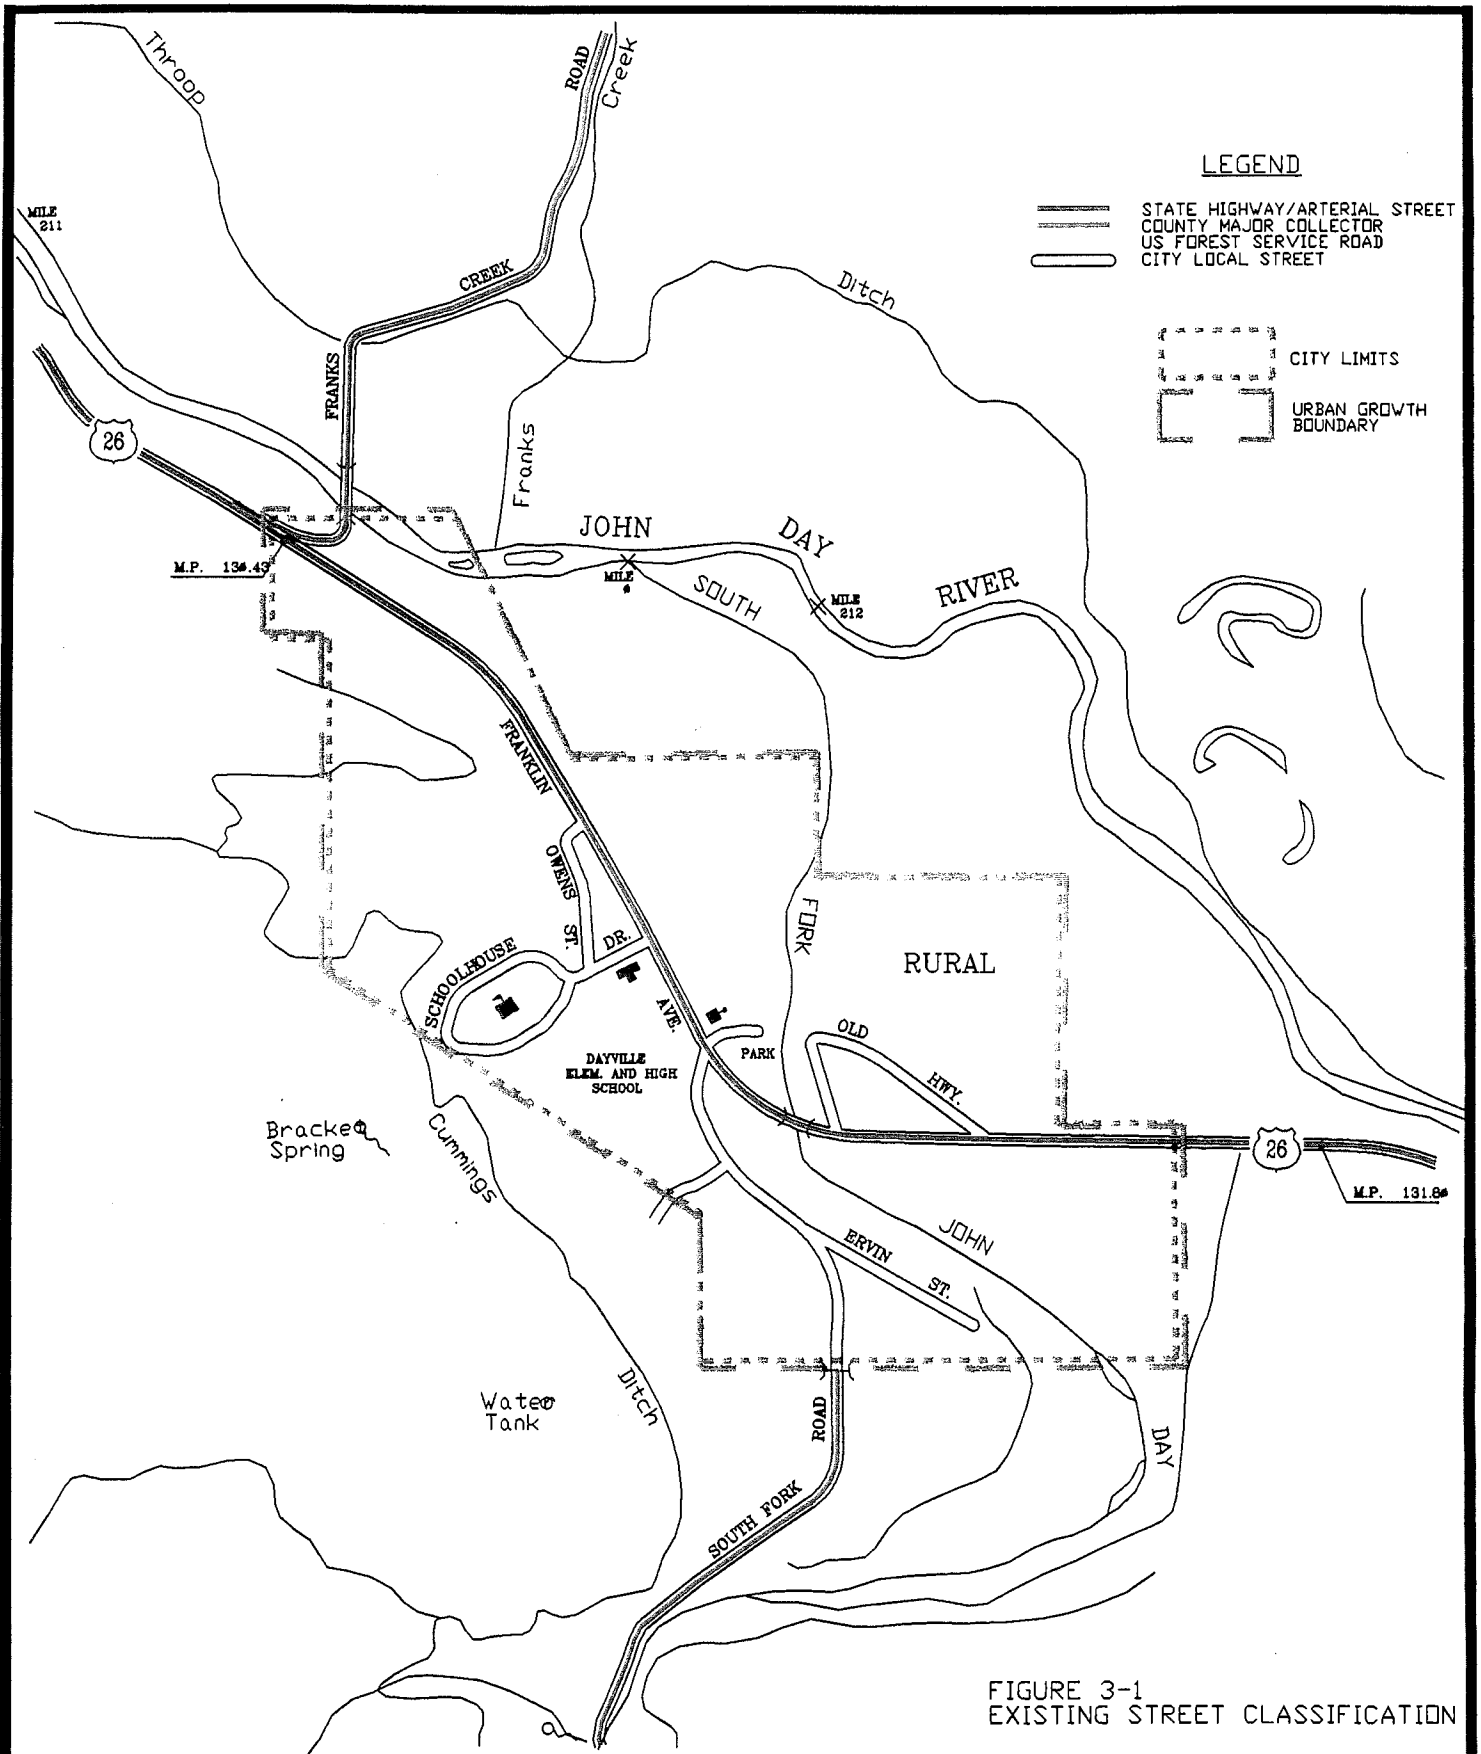 Throop
ROAD
Creek
LEGEND
STATE HIGHWAY/ARTERIAL STREET
COUNTY MAJOR COLLECTOR
US FOREST SERVICE ROAD
CITY LOCAL STREET
MILE
211
CREEK
Ditch
CITY LIMITS
FRANKS
URBAN GROWTH
BOUNDARY
26
Franks
JOHN
DAY
RIVER
M.P.
MILE
SOUTH
MILE
212
FRANKLIN
OWENS
ST.
FORK
RURAL
SCHOOLHOUSE
DR.
AVE.
OLD
HWY.
PARK
DAYVILLE
ELEM. AND HIGH
SCHOOL
Spring
Cummings
26
M.P.
JOHN
ERVIN
ST.
Ditch
Tank
ROAD
DAY
SOUTH FORK
FIGURE 3-1
EXISTING STREET CLASSIFICATION